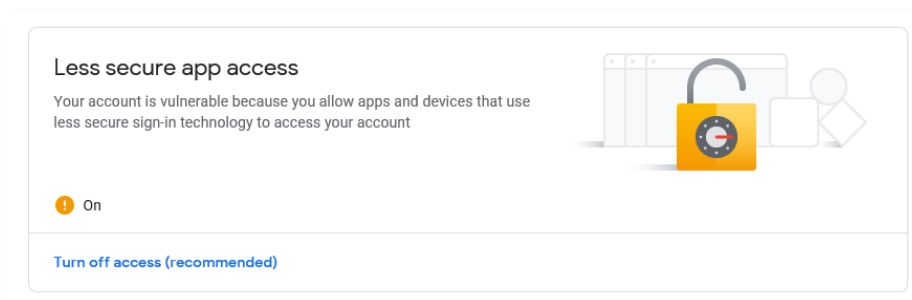 Less secure app access
Your account is vulnerable because you allow apps and devices that use
less secure sign-in technology to access your account
On
Turn off access (recommended)